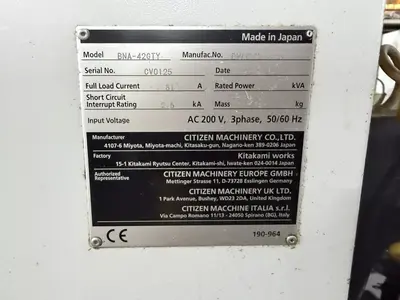 Made in Japan
Model BNA-42GTY Manufac.No.
Serial No. CV0125 Date
Full Load Current A Rated Power kVA
Short Circuit
Interrupt Rating kA Mass kg
Input Voltage AC 200 V, 3phase, 50/60 Hz
Manufacturer CITIZEN MACHINERY CO.,LTD.
4107-6 Miyota, Miyota-machi, Kitasaku-gun, Nagano-ken 389-0206 Japan
Factory Kitakami works
15-1 Kitakami Ryutsu Center, Kitakami-shi, Iwate-ken 024-0014 Japan
Authorized
Representative CITIZEN MACHINERY EUROPE GMBH
Mettinger Strasse 11, D-73728 Esslingen Germany
CITIZEN MACHINERY UK LTD.
1 Park Avenue, Bushey, WD23 2DA, United Kingdom
CITIZEN MACCHINE ITALIA s.r.l.
Via Campo Romano 11/13 - 24050 Spirano (BG), Italy
CE 190-964